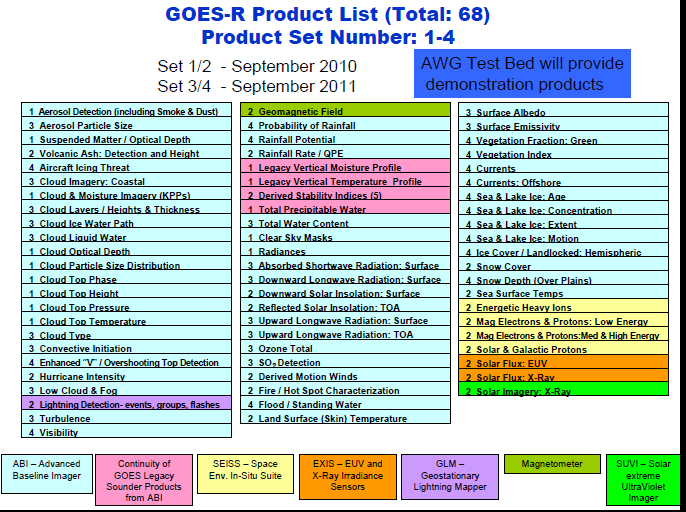 GOES-R Product List (Total: 68)
Product Set Number: 1-4
Set 1/2 - September 2010
Set 3/4 - September 2011
AWG Test Bed will provide
demonstration products
1 Aerosol Detection (including Smoke & Dust)
3 Aerosol Particle Size
1 Suspended Matter / Optical Depth
2 Volcanic Ash: Detection and Height
4 Aircraft Icing Threat
3 Cloud Imagery: Coastal
1 Cloud & Moisture Imagery (KPPs)
3 Cloud Layers / Heights & Thickness
3 Cloud Ice Water Path
3 Cloud Liquid Water
1 Cloud Optical Depth
1 Cloud Particle Size Distribution
1 Cloud Top Phase
1 Cloud Top Height
1 Cloud Top Pressure
1 Cloud Top Temperature
3 Cloud Type
3 Convective Initiation
4 Enhanced "V" / Overshooting Top Detection
2 Hurricane Intensity
3 Low Cloud & Fog
2 Lightning Detection- events, groups, flashes
3 Turbulence
4 Visibility
2 Geomagnetic Field
4 Probability of Rainfall
4 Rainfall Potential
2 Rainfall Rate / QPE
1 Legacy Vertical Moisture Profile
1 Legacy Vertical Temperature Profile
2 Derived Stability Indices (5)
1 Total Precipitable Water
3 Total Water Content
1 Clear Sky Masks
1 Radiances
3 Absorbed Shortwave Radiation: Surface
3 Downward Longwave Radiation: Surface
2 Downward Solar Insolation: Surface
2 Reflected Solar Insolation: TOA
3 Upward Longwave Radiation: Surface
3 Upward Longwave Radiation: TOA
3 Ozone Total
3 SO₂ Detection
2 Derived Motion Winds
2 Fire / Hot Spot Characterization
4 Flood / Standing Water
2 Land Surface (Skin) Temperature
3 Surface Albedo
3 Surface Emissivity
4 Vegetation Fraction: Green
4 Vegetation Index
4 Currents
4 Currents: Offshore
4 Sea & Lake Ice: Age
4 Sea & Lake Ice: Concentration
4 Sea & Lake Ice: Extent
4 Sea & Lake Ice: Motion
4 Ice Cover / Landlocked: Hemispheric
2 Snow Cover
4 Snow Depth (Over Plains)
2 Sea Surface Temps
2 Energetic Heavy Ions
2 Mag Electrons & Protons: Low Energy
2 Mag Electrons & Protons:Med & High Energy
2 Solar & Galactic Protons
2 Solar Flux: EUV
2 Solar Flux: X-Ray
2 Solar Imagery: X-Ray
ABI – Advanced
Baseline Imager
Continuity of
GOES Legacy
Sounder Products
from ABI
SEISS – Space
Env. In-Situ Suite
EXIS – EUV and
X-Ray Irradiance
Sensors
GLM –
Geostationary
Lightning Mapper
Magnetometer
SUVI – Solar
extreme
UltraViolet
Imager